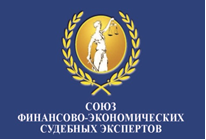 СОЮЗ
ФИНАНСОВО-ЭКОНОМИЧЕСКИХ
СУДЕБНЫХ ЭКСПЕРТОВ